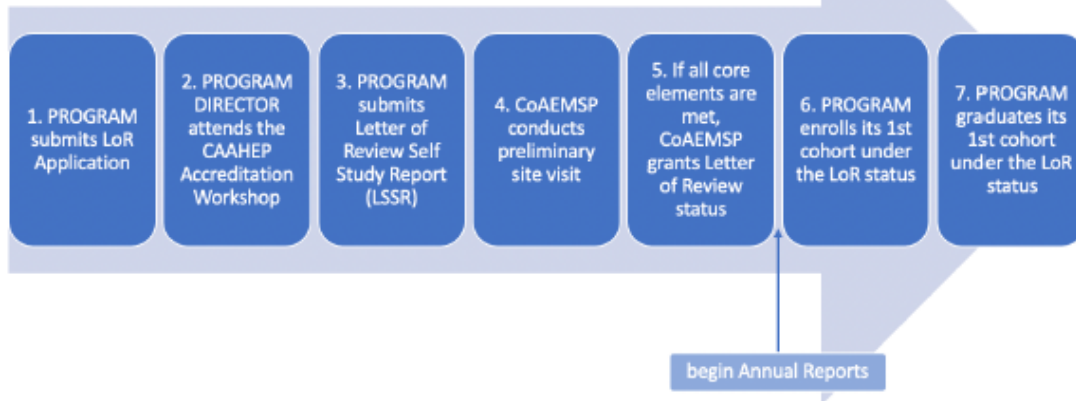 1. PROGRAM
submits LoR
Application
2. PROGRAM
DIRECTOR
attends the
CAAHEP
Accreditation
Workshop
3. PROGRAM
submits
Letter of
Review Self
Study Report
(LSSR)
4. CoAEMSP
conducts
preliminary
site visit
5. If all core
elements are
met,
CoAEMSP
grants Letter
of Review
status
6. PROGRAM
enrolls its 1st
cohort under
the LoR status
7. PROGRAM
graduates its
1st cohort
under the LoR
status
begin Annual Reports